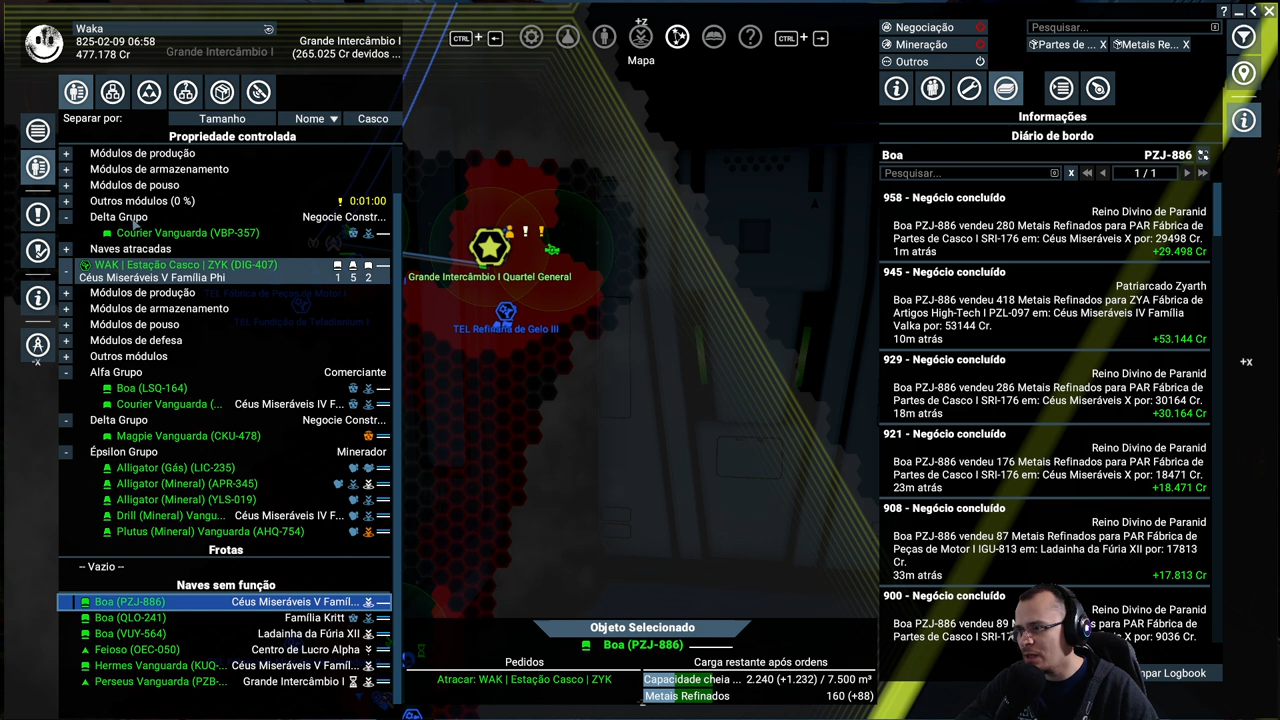 Waka
825-02-09 06:58
477.178 Cr
Grande Intercâmbio I
Grande Intercâmbio I
(265.025 Cr devidos ...
CTRL +
+Z
Mapa
CTRL +
Separar por:
Tamanho
Nome
Casco
Propriedade controlada
+ Módulos de produção
+ Módulos de armazenamento
+ Módulos de pouso
+ Outros módulos (0 %) 0:01:00
- Delta Grupo Negocie Constr...
Courier Vanguarda (VBP-357)
+ Naves atracadas
- WAK | Estação Casco | ZYK (DIG-407)
Céus Miseráveis V Família Phi 1 5 2
+ Módulos de produção
+ Módulos de armazenamento
+ Módulos de pouso
+ Módulos de defesa
+ Outros módulos
- Alfa Grupo Comerciante
Boa (LSQ-164)
Courier Vanguarda (... Céus Miseráveis IV F...
- Delta Grupo Negocie Constr...
Magpie Vanguarda (CKU-478)
- Épsilon Grupo Minerador
Alligator (Gás) (LIC-235)
Alligator (Mineral) (APR-345)
Alligator (Mineral) (YLS-019)
Drill (Mineral) Vangu... Céus Miseráveis IV F...
Plutus (Mineral) Vanguarda (AHQ-754)
Frotas
-- Vazio --
Naves sem função
Boa (PZJ-886) Céus Miseráveis V Famíl...
Boa (QLO-241) Família Kritt
Boa (VUY-564) Ladainha da Fúria XII
Feioso (OEC-050) Centro de Lucro Alpha
Hermes Vanguarda (KUQ-... Céus Miseráveis V Famíl...
Perseus Vanguarda (PZB-... Grande Intercâmbio I
-X
Grande Intercâmbio I Quartel General
TEL Refinaria de Gelo III
TEL Fábrica de Peças de Motor I
TEL Fundição de Teladianium I
Objeto Selecionado
Boa (PZJ-886)
Pedidos
Carga restante após ordens
Atracar: WAK | Estação Casco | ZYK
Capacidade cheia ... 2.240 (+1.232) / 7.500 m³
Metais Refinados 160 (+88)
Negociação
Mineração
Outros
Pesquisar...
Partes de ... X
Metais Re... X
Informações
Diário de bordo
Boa PZJ-886
Pesquisar... x 1 / 1
958 - Negócio concluído
Reino Divino de Paranid
Boa PZJ-886 vendeu 280 Metais Refinados para PAR Fábrica de
Partes de Casco I SRI-176 em: Céus Miseráveis X por: 29498 Cr.
1m atrás +29.498 Cr
945 - Negócio concluído
Patriarcado Zyarth
Boa PZJ-886 vendeu 418 Metais Refinados para ZYA Fábrica de
Artigos High-Tech I PZL-097 em: Céus Miseráveis IV Família
Valka por: 53144 Cr.
10m atrás +53.144 Cr
929 - Negócio concluído
Reino Divino de Paranid
Boa PZJ-886 vendeu 286 Metais Refinados para PAR Fábrica de
Partes de Casco I SRI-176 em: Céus Miseráveis X por: 30164 Cr.
18m atrás +30.164 Cr
921 - Negócio concluído
Reino Divino de Paranid
Boa PZJ-886 vendeu 176 Metais Refinados para PAR Fábrica de
Partes de Casco I SRI-176 em: Céus Miseráveis X por: 18471 Cr.
23m atrás +18.471 Cr
908 - Negócio concluído
Reino Divino de Paranid
Boa PZJ-886 vendeu 87 Metais Refinados para PAR Fábrica de
Peças de Motor I IGU-813 em: Ladainha da Fúria XII por: 17813
Cr.
33m atrás +17.813 Cr
900 - Negócio concluído
Reino Divino de
Boa PZJ-886 vendeu 89 Fábrica de
Partes de Casco I SRI-17 9036 Cr...
Logbook
+X